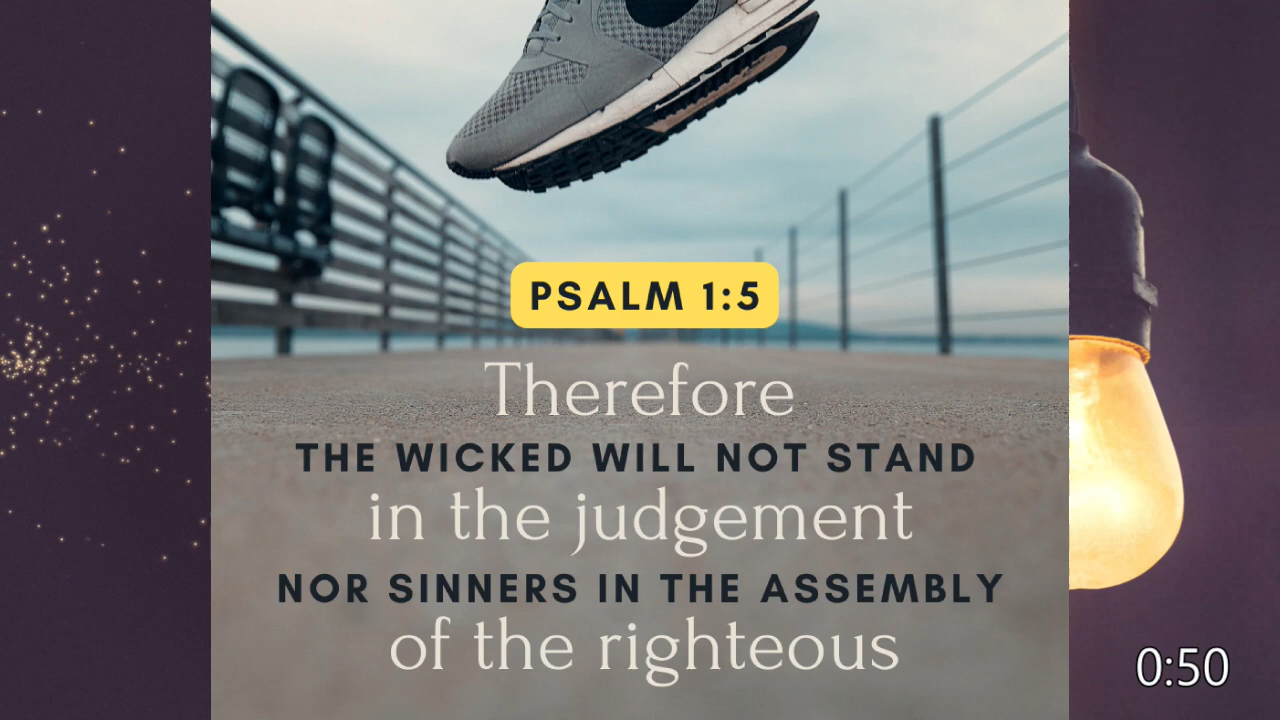 PSALM 1:5
Therefore
THE WICKED WILL NOT STAND
in the judgement
NOR SINNERS IN THE ASSEMBLY
of the righteous
0:50